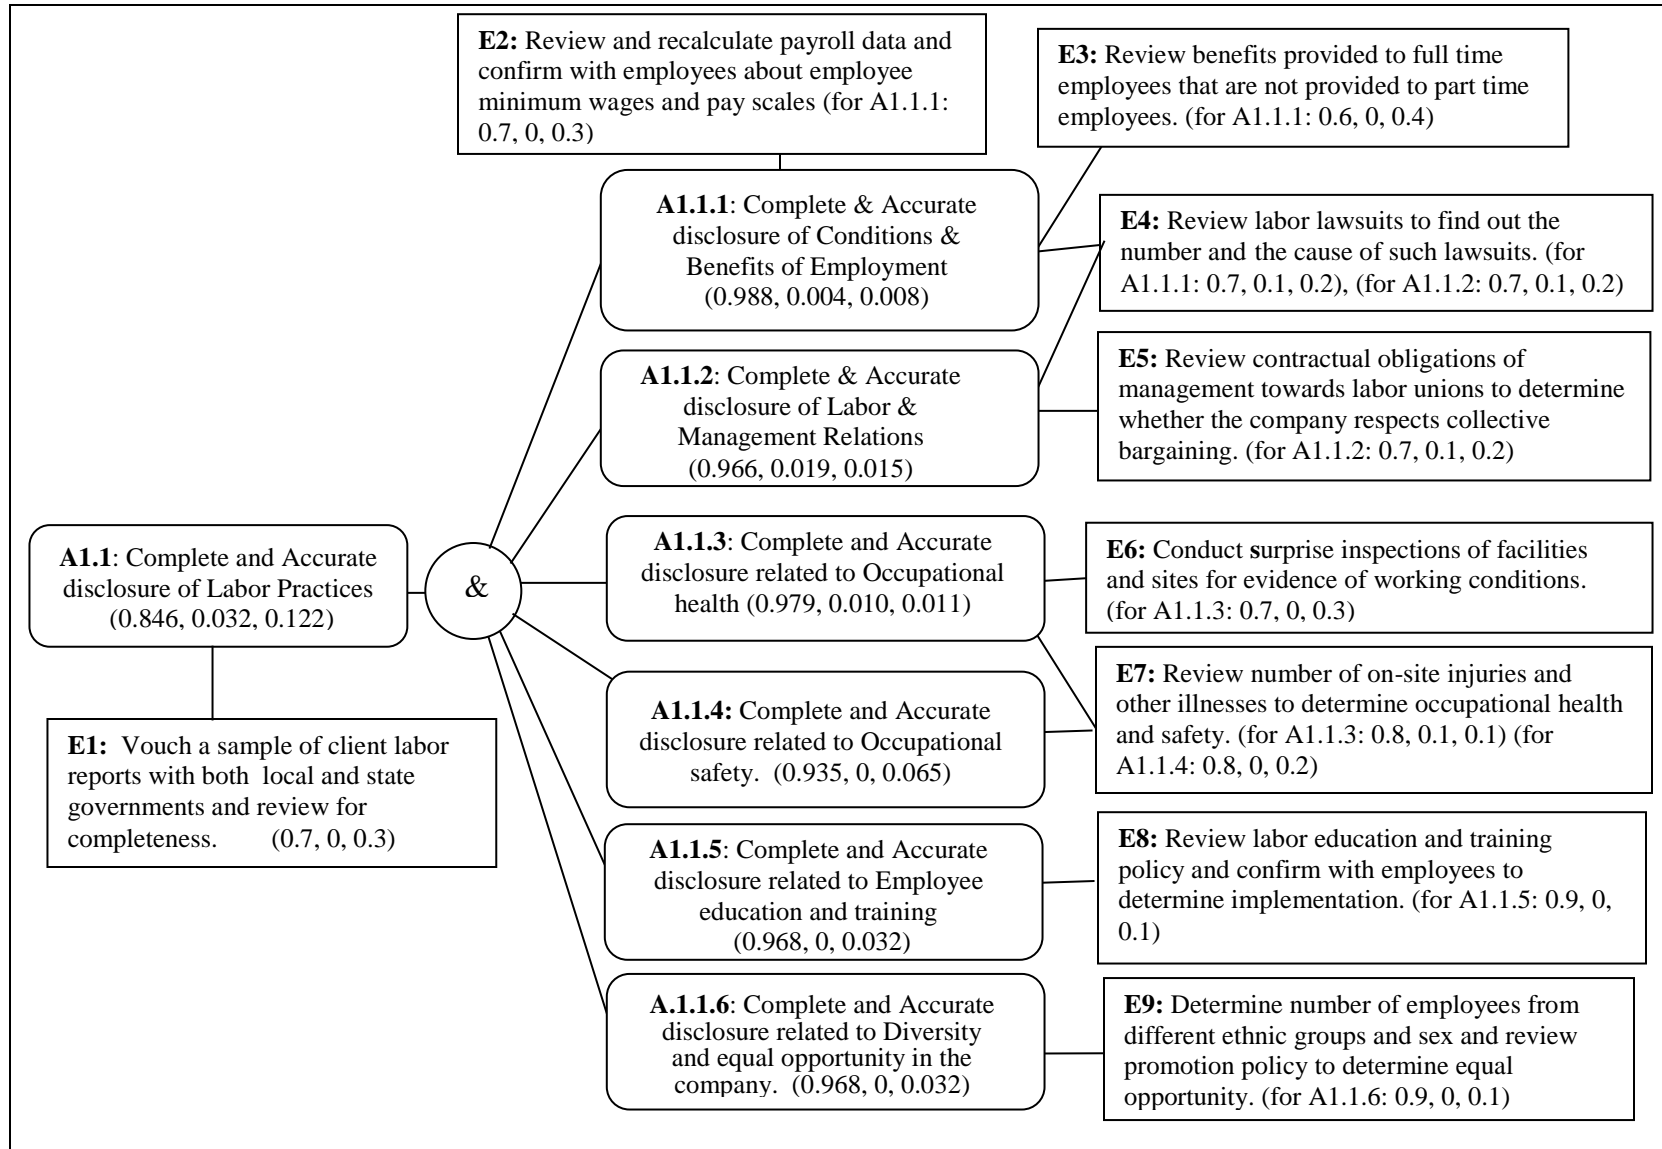 E2: Review and recalculate payroll data and
confirm with employees about employee
minimum wages and pay scales (for A1.1.1:
0.7, 0, 0.3)
E3: Review benefits provided to full time
employees that are not provided to part time
employees. (for A1.1.1: 0.6, 0, 0.4)
A1.1.1: Complete & Accurate
disclosure of Conditions &
Benefits of Employment
(0.988, 0.004, 0.008)
E4: Review labor lawsuits to find out the
number and the cause of such lawsuits. (for
A1.1.1: 0.7, 0.1, 0.2), (for A1.1.2: 0.7, 0.1, 0.2)
A1.1.2: Complete & Accurate
disclosure of Labor &
Management Relations
(0.966, 0.019, 0.015)
E5: Review contractual obligations of
management towards labor unions to determine
whether the company respects collective
bargaining. (for A1.1.2: 0.7, 0.1, 0.2)
A1.1: Complete and Accurate
disclosure of Labor Practices
(0.846, 0.032, 0.122)
&
A1.1.3: Complete and Accurate
disclosure related to Occupational
health (0.979, 0.010, 0.011)
E6: Conduct surprise inspections of facilities
and sites for evidence of working conditions.
(for A1.1.3: 0.7, 0, 0.3)
E1: Vouch a sample of client labor
reports with both local and state
governments and review for
completeness. (0.7, 0, 0.3)
A1.1.4: Complete and Accurate
disclosure related to Occupational
safety. (0.935, 0, 0.065)
E7: Review number of on-site injuries and
other illnesses to determine occupational health
and safety. (for A1.1.3: 0.8, 0.1, 0.1) (for
A1.1.4: 0.8, 0, 0.2)
A1.1.5: Complete and Accurate
disclosure related to Employee
education and training
(0.968, 0, 0.032)
E8: Review labor education and training
policy and confirm with employees to
determine implementation. (for A1.1.5: 0.9, 0,
0.1)
A.1.1.6: Complete and Accurate
disclosure related to Diversity
and equal opportunity in the
company. (0.968, 0, 0.032)
E9: Determine number of employees from
different ethnic groups and sex and review
promotion policy to determine equal
opportunity. (for A1.1.6: 0.9, 0, 0.1)